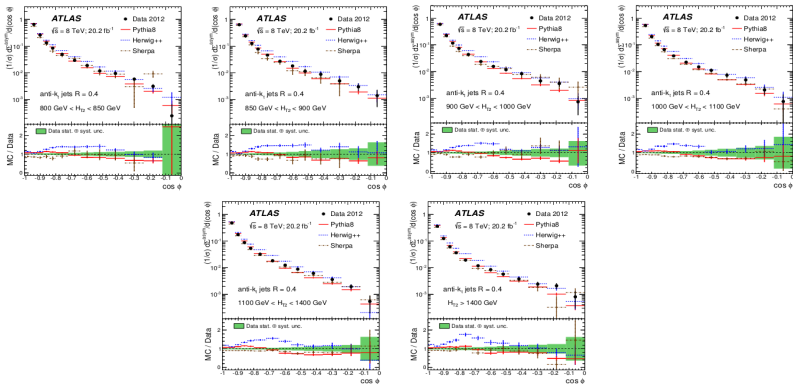 ATLAS
√s = 8 TeV; 20.2 fb⁻¹
Data 2012
Pythia8
Herwig++
Sherpa
anti-kₜ jets R = 0.4
800 GeV < H_T2 < 850 GeV
Data stat. ⊕ syst. unc.
MC / Data
cos ϕ
ATLAS
√s = 8 TeV; 20.2 fb⁻¹
Data 2012
Pythia8
Herwig++
Sherpa
anti-kₜ jets R = 0.4
850 GeV < H_T2 < 900 GeV
Data stat. ⊕ syst. unc.
MC / Data
cos ϕ
ATLAS
√s = 8 TeV; 20.2 fb⁻¹
Data 2012
Pythia8
Herwig++
Sherpa
anti-kₜ jets R = 0.4
900 GeV < H_T2 < 1000 GeV
Data stat. ⊕ syst. unc.
MC / Data
cos ϕ
ATLAS
√s = 8 TeV; 20.2 fb⁻¹
Data 2012
Pythia8
Herwig++
Sherpa
anti-kₜ jets R = 0.4
1000 GeV < H_T2 < 1100 GeV
Data stat. ⊕ syst. unc.
MC / Data
cos ϕ
ATLAS
√s = 8 TeV; 20.2 fb⁻¹
Data 2012
Pythia8
Herwig++
Sherpa
anti-kₜ jets R = 0.4
1100 GeV < H_T2 < 1400 GeV
Data stat. ⊕ syst. unc.
MC / Data
cos ϕ
ATLAS
√s = 8 TeV; 20.2 fb⁻¹
Data 2012
Pythia8
Herwig++
Sherpa
anti-kₜ jets R = 0.4
H_T2 > 1400 GeV
Data stat. ⊕ syst. unc.
MC / Data
cos ϕ